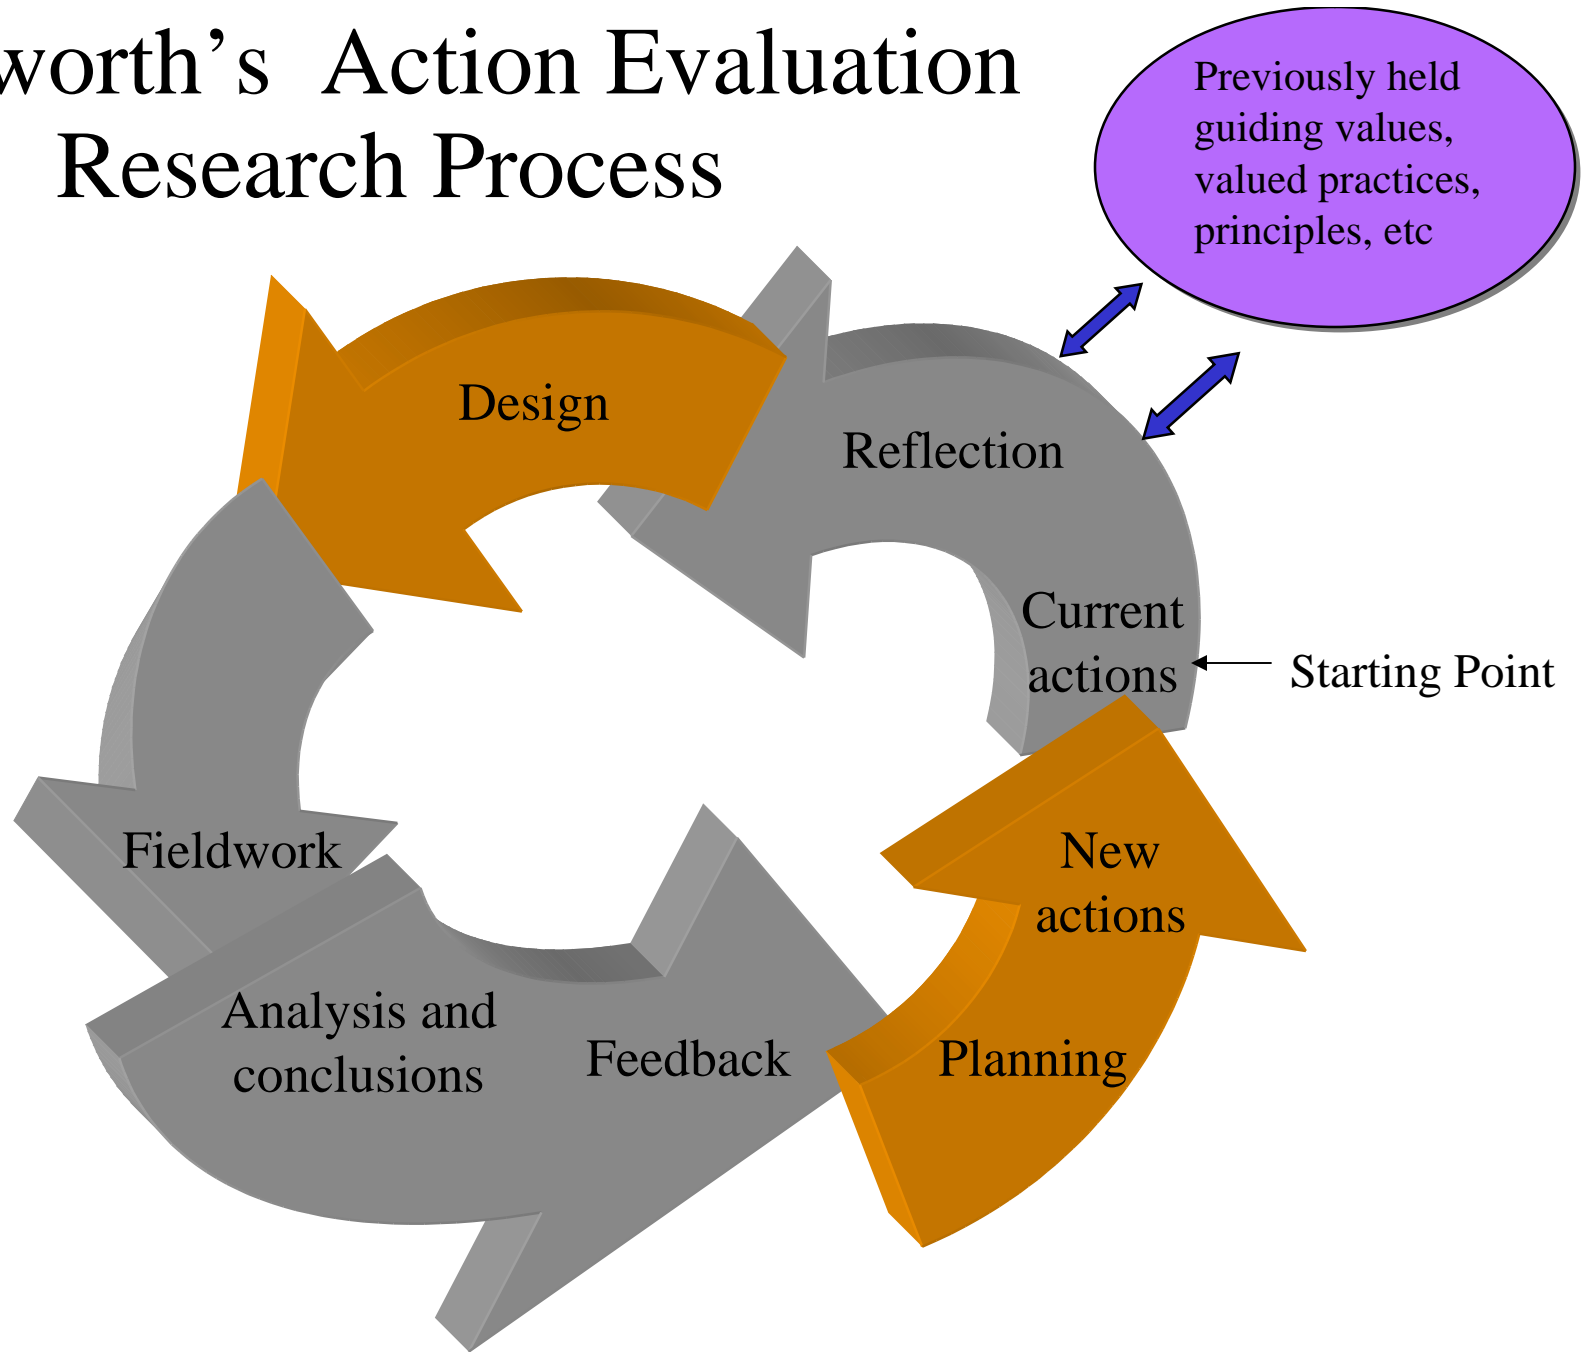 worth’s Action Evaluation
Research Process
Previously held
guiding values,
valued practices,
principles, etc
Design
Reflection
Current
actions
Starting Point
Fieldwork
New
actions
Analysis and
conclusions
Feedback
Planning